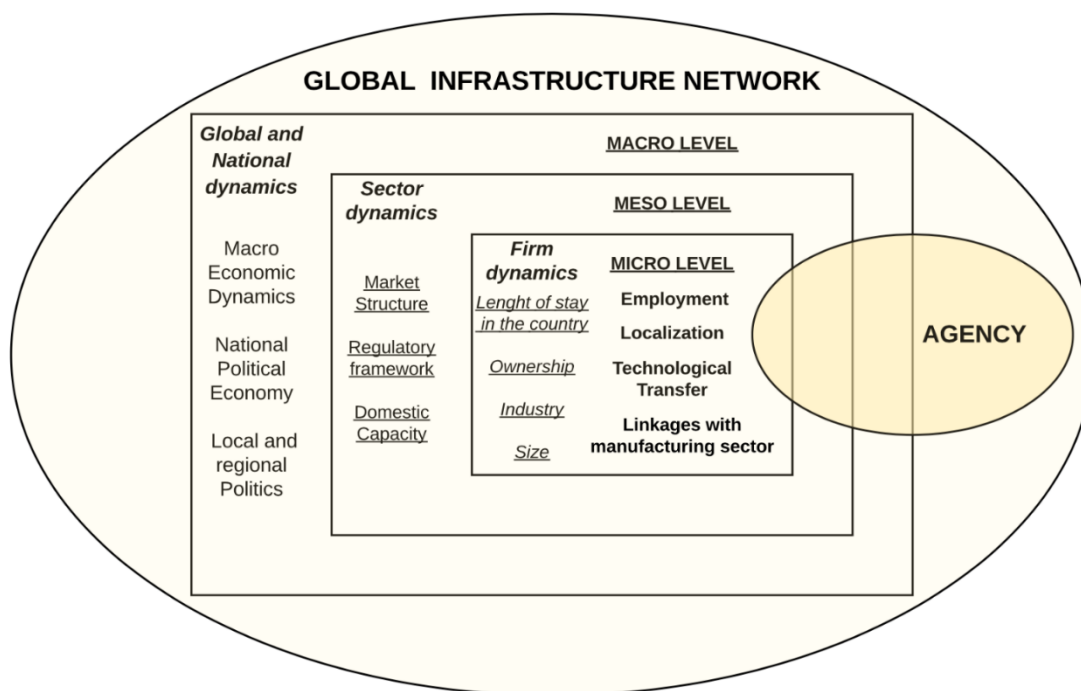 GLOBAL INFRASTRUCTURE NETWORK
Global and
National
dynamics
MACRO LEVEL
Macro
Economic
Dynamics
National
Political
Economy
Local and
regional
Politics
Sector
dynamics
MESO LEVEL
Market
Structure
Regulatory
framework
Domestic
Capacity
Firm
dynamics
MICRO LEVEL
Lenght of stay
in the country
Ownership
Industry
Size
Employment
Localization
Technological
Transfer
Linkages with
manufacturing sector
AGENCY